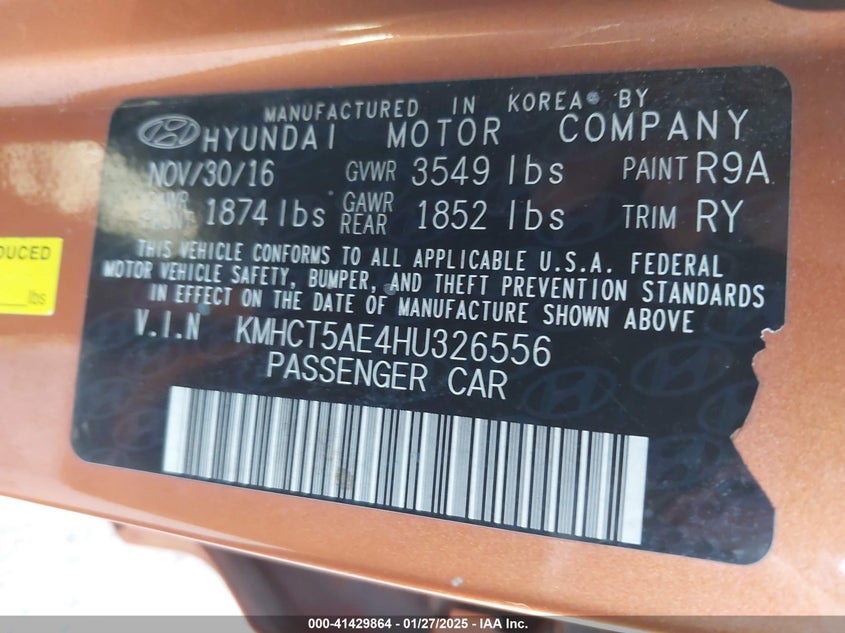 MANUFACTURED IN KOREA BY
HYUNDAI MOTOR COMPANY
NOV/30/16 GVWR 3549 lbs PAINT R9A
1874 lbs GAWR REAR 1852 lbs TRIM RY
THIS VEHICLE CONFORMS TO ALL APPLICABLE U.S.A. FEDERAL
MOTOR VEHICLE SAFETY, BUMPER, AND THEFT PREVENTION STANDARDS
IN EFFECT ON THE DATE OF MANUFACTURE SHOWN ABOVE.
V.I.N KMHCT5AE4HU326556
PASSENGER CAR
lbs
000-41429864 - 01/27/2025 - IAA Inc.